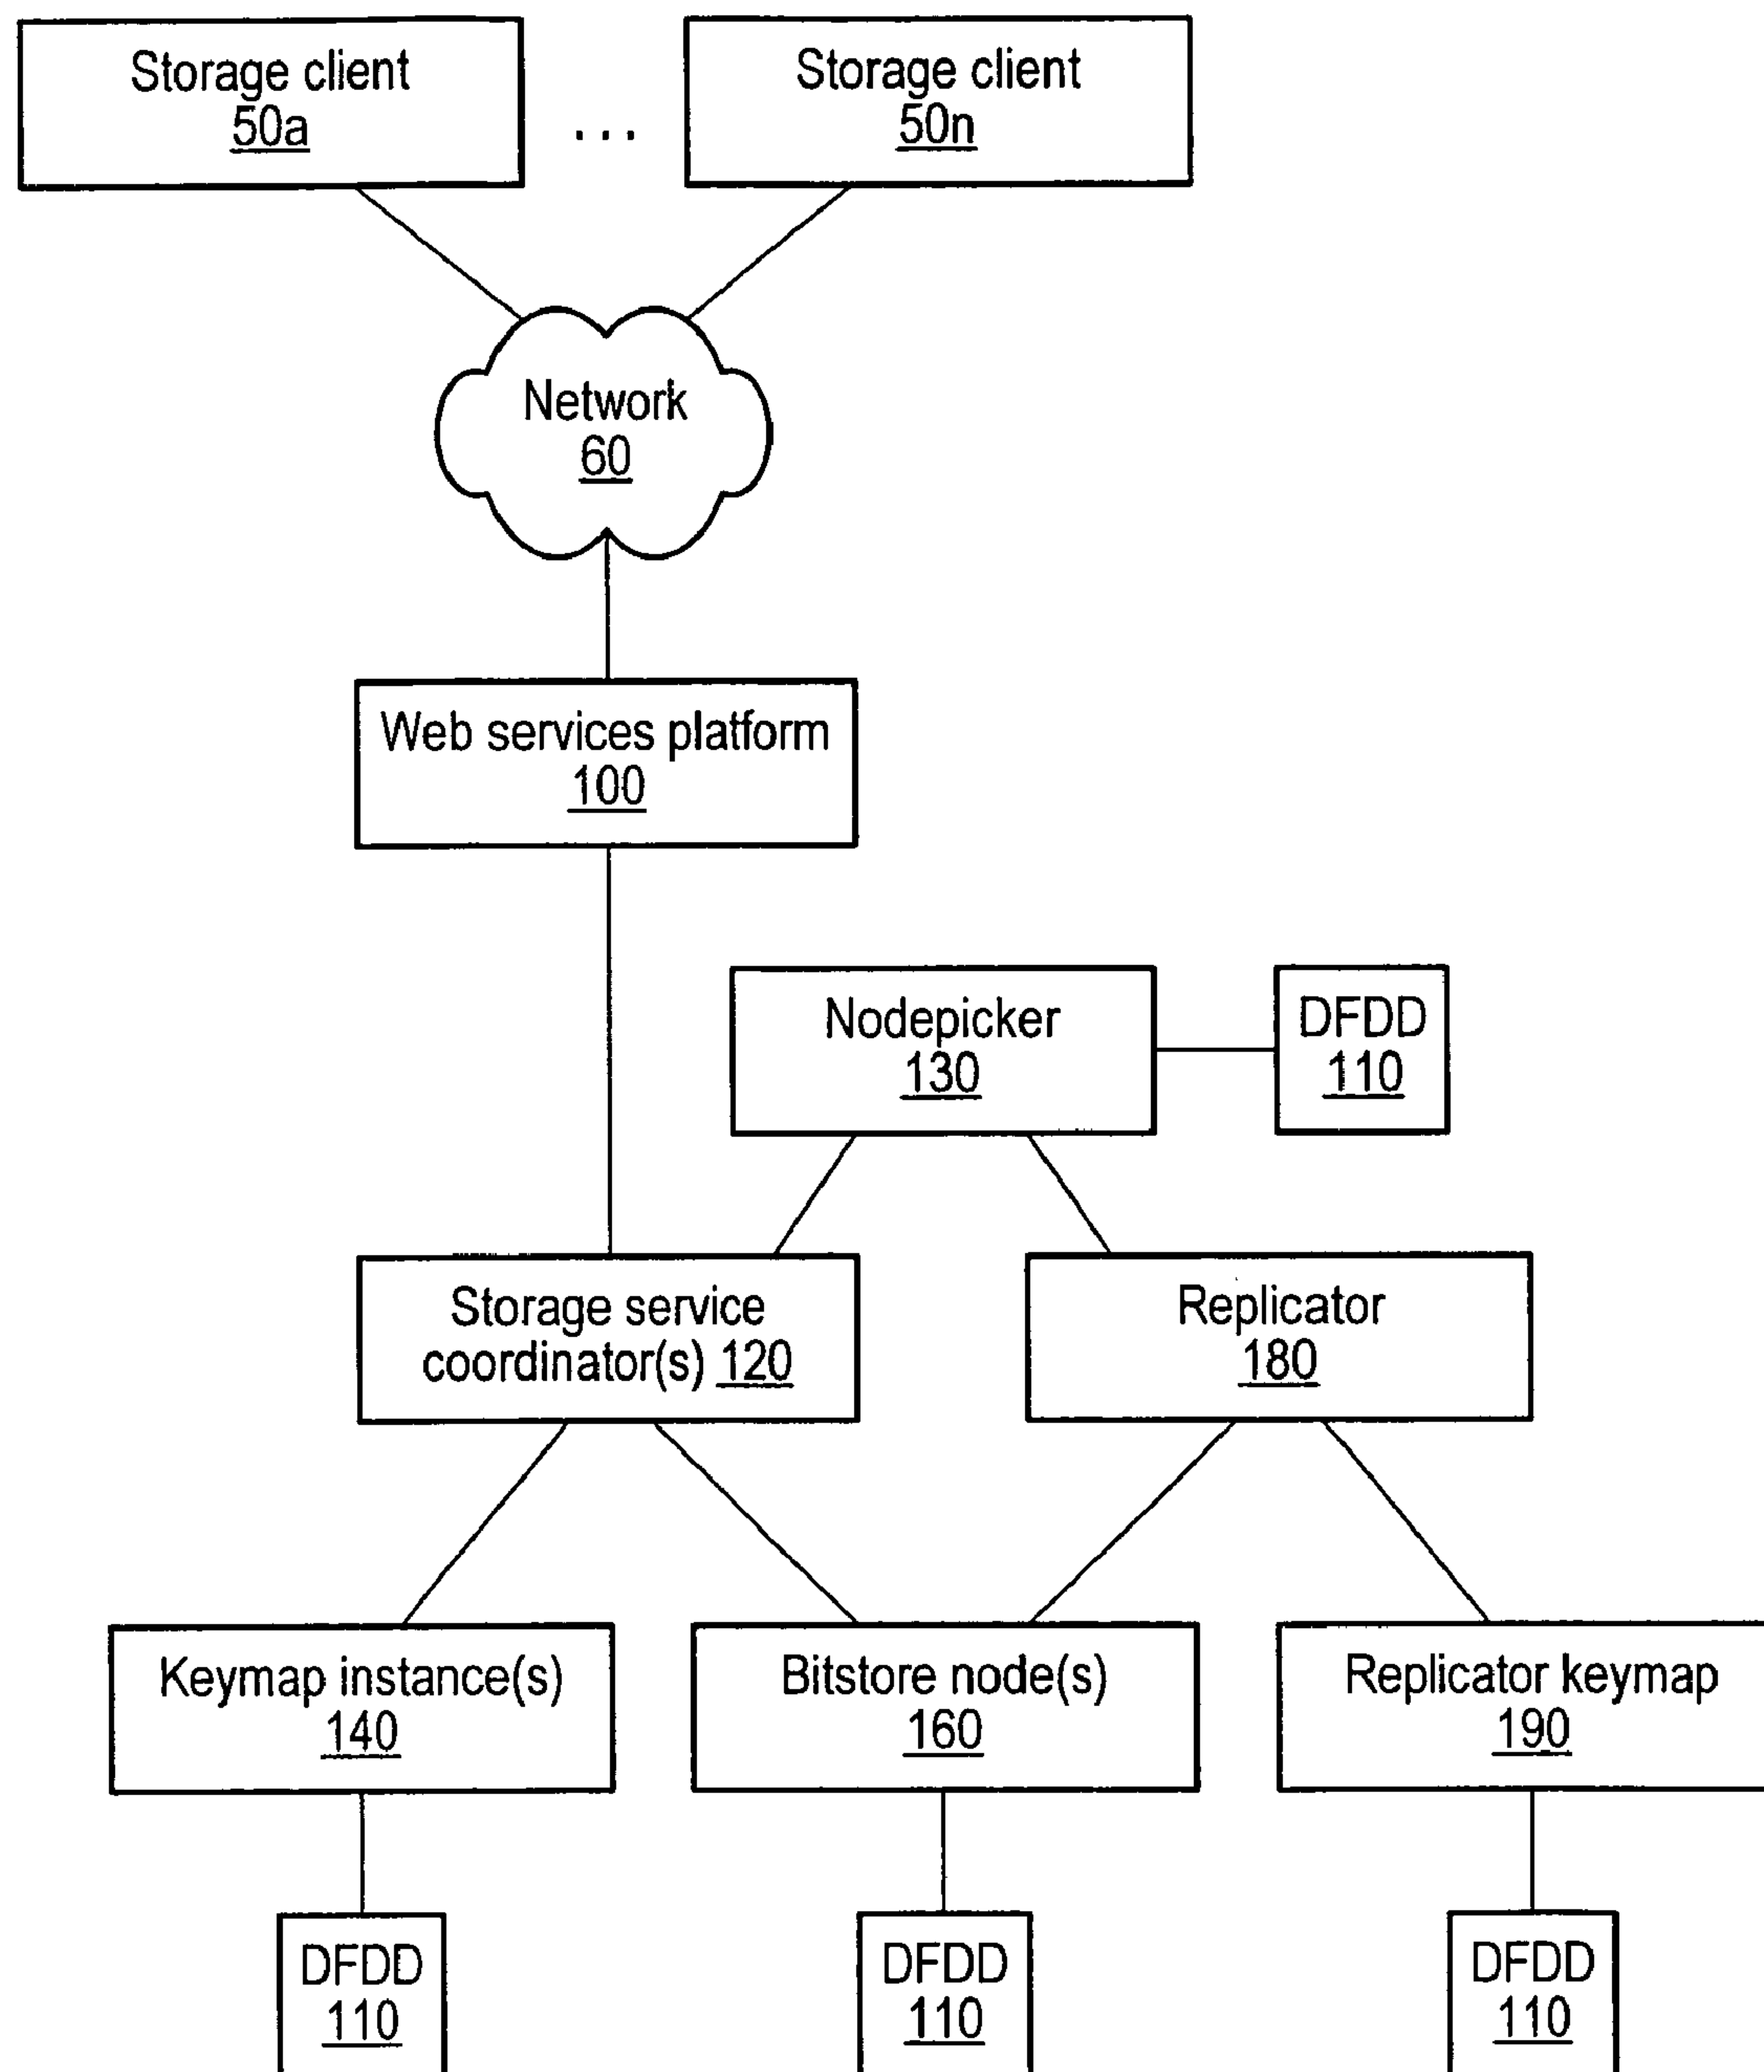 Storage client
50a
...
Storage client
50n
Network
60
Web services platform
100
Nodepicker
130
DFDD
110
Storage service
coordinator(s) 120
Replicator
180
Keymap instance(s)
140
Bitstore node(s)
160
Replicator keymap
190
DFDD
110
DFDD
110
DFDD
110